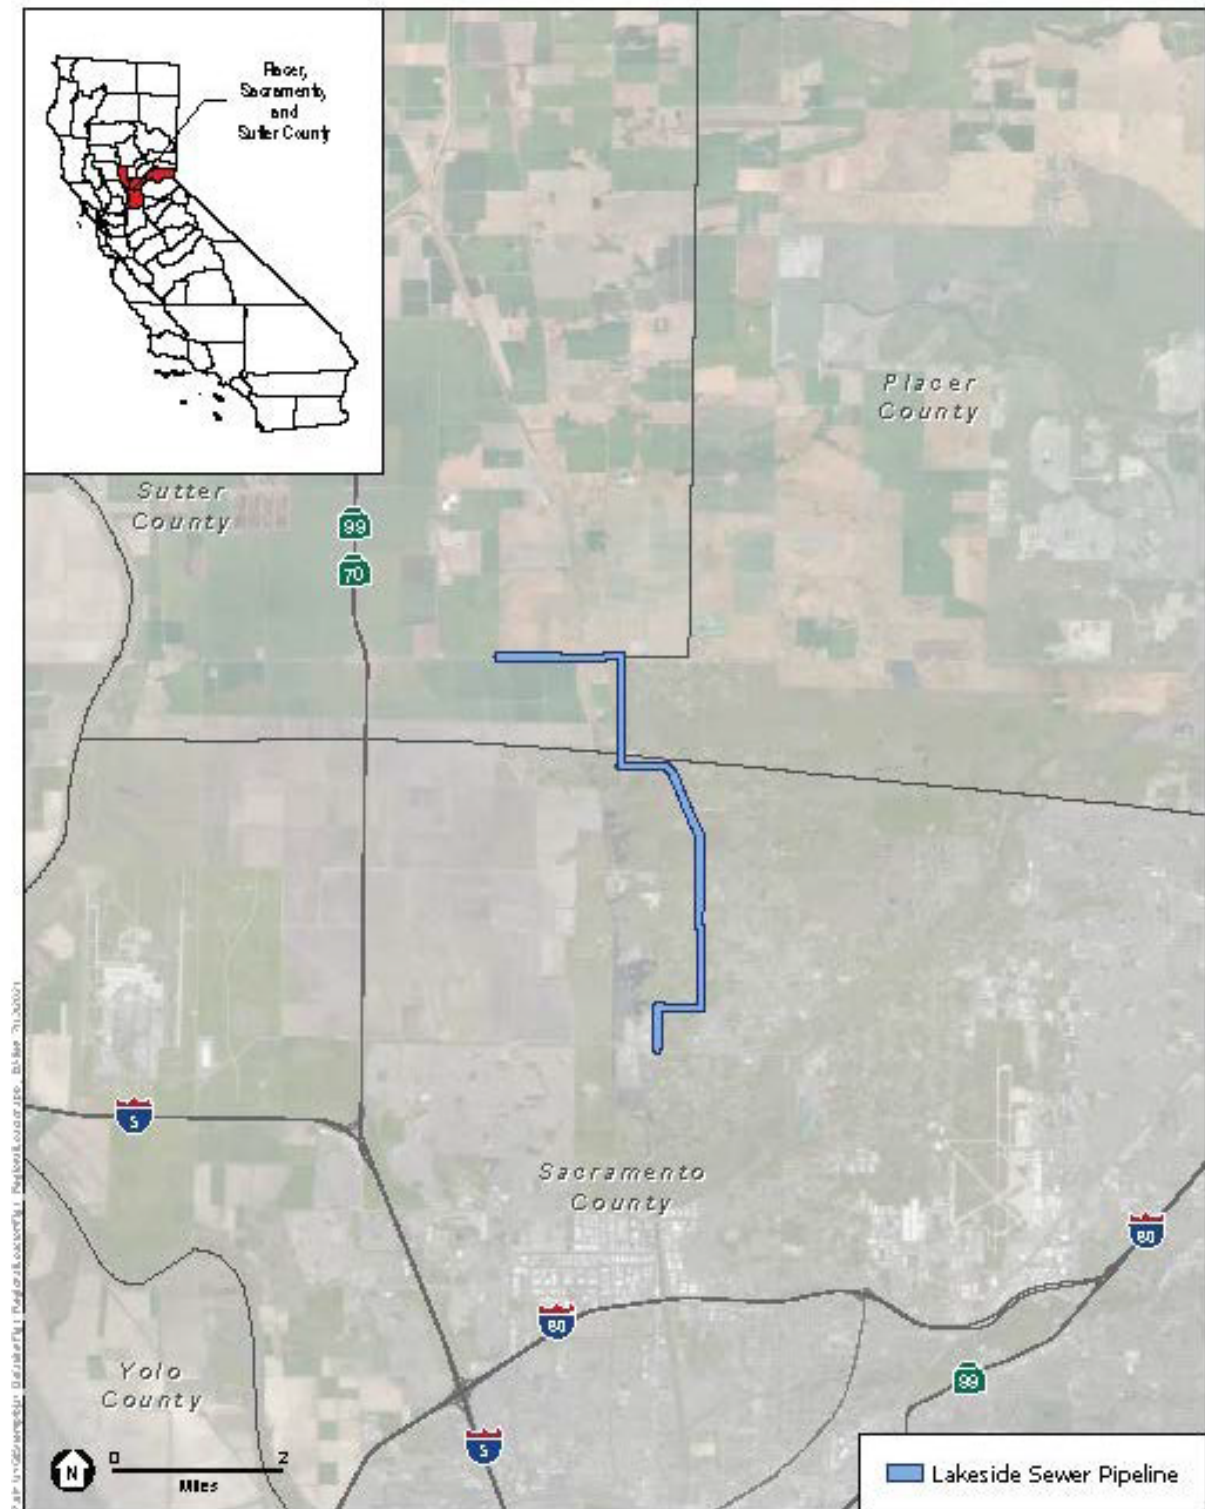 Placer,
Sacramento,
and
Sutter County
Placer
County
Sutter
County
99
70
5
Sacramento
County
80
80
99
Yolo
County
5
N
0 2
Miles
Lakeside Sewer Pipeline